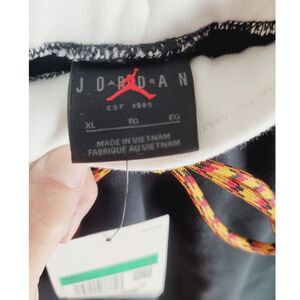 JORDAN
EST 1985
XL TG EG
MADE IN VIETNAM
FABRIQUÉ AU VIETNAM